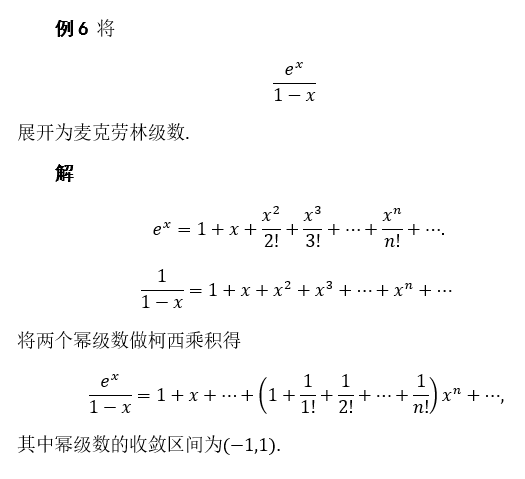 例 6 将
e^x / (1 − x)
展开为麦克劳林级数.
解
e^x = 1 + x + x^2/2! + x^3/3! + ⋯ + x^n/n! + ⋯.
1/(1 − x) = 1 + x + x^2 + x^3 + ⋯ + x^n + ⋯
将两个幂级数做柯西乘积得
e^x/(1 − x) = 1 + x + ⋯ + (1 + 1/1! + 1/2! + ⋯ + 1/n!) x^n + ⋯,
其中幂级数的收敛区间为(−1,1).